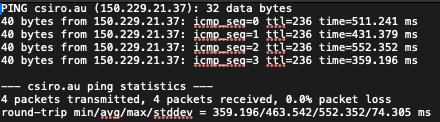 PING csiro.au (150.229.21.37): 32 data bytes
40 bytes from 150.229.21.37: icmp_seq=0 ttl=236 time=511.241 ms
40 bytes from 150.229.21.37: icmp_seq=1 ttl=236 time=431.379 ms
40 bytes from 150.229.21.37: icmp_seq=2 ttl=236 time=552.352 ms
40 bytes from 150.229.21.37: icmp_seq=3 ttl=236 time=359.196 ms
--- csiro.au ping statistics ---
4 packets transmitted, 4 packets received, 0.0% packet loss
round-trip min/avg/max/stddev = 359.196/463.542/552.352/74.305 ms